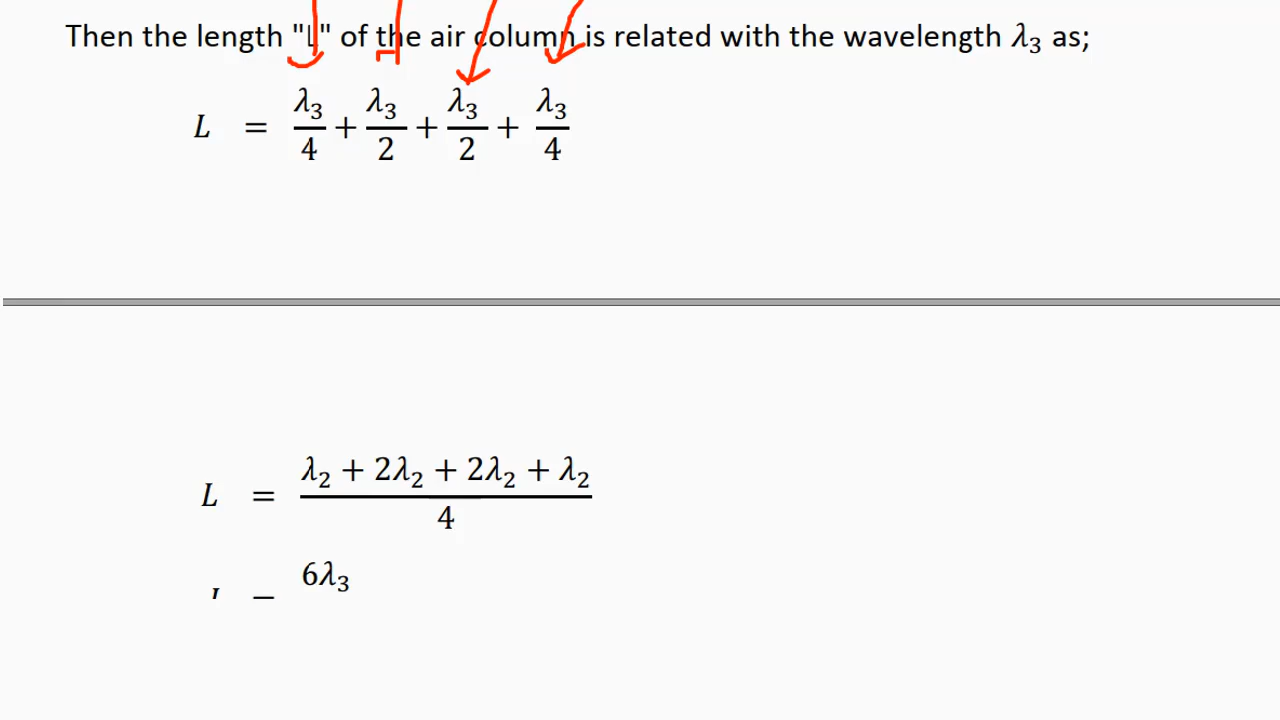 Then the length "L" of the air column is related with the wavelength λ₃ as;
L = λ₃/4 + λ₃/2 + λ₃/2 + λ₃/4
L = (λ₂ + 2λ₂ + 2λ₂ + λ₂)/4
= 6λ₃